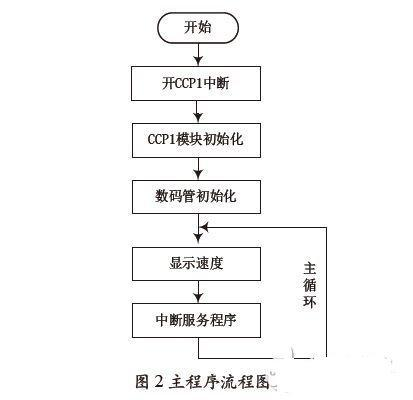 开始
开CCP1中断
CCP1模块初始化
数码管初始化
显示速度
主循环
中断服务程序
图2 主程序流程图